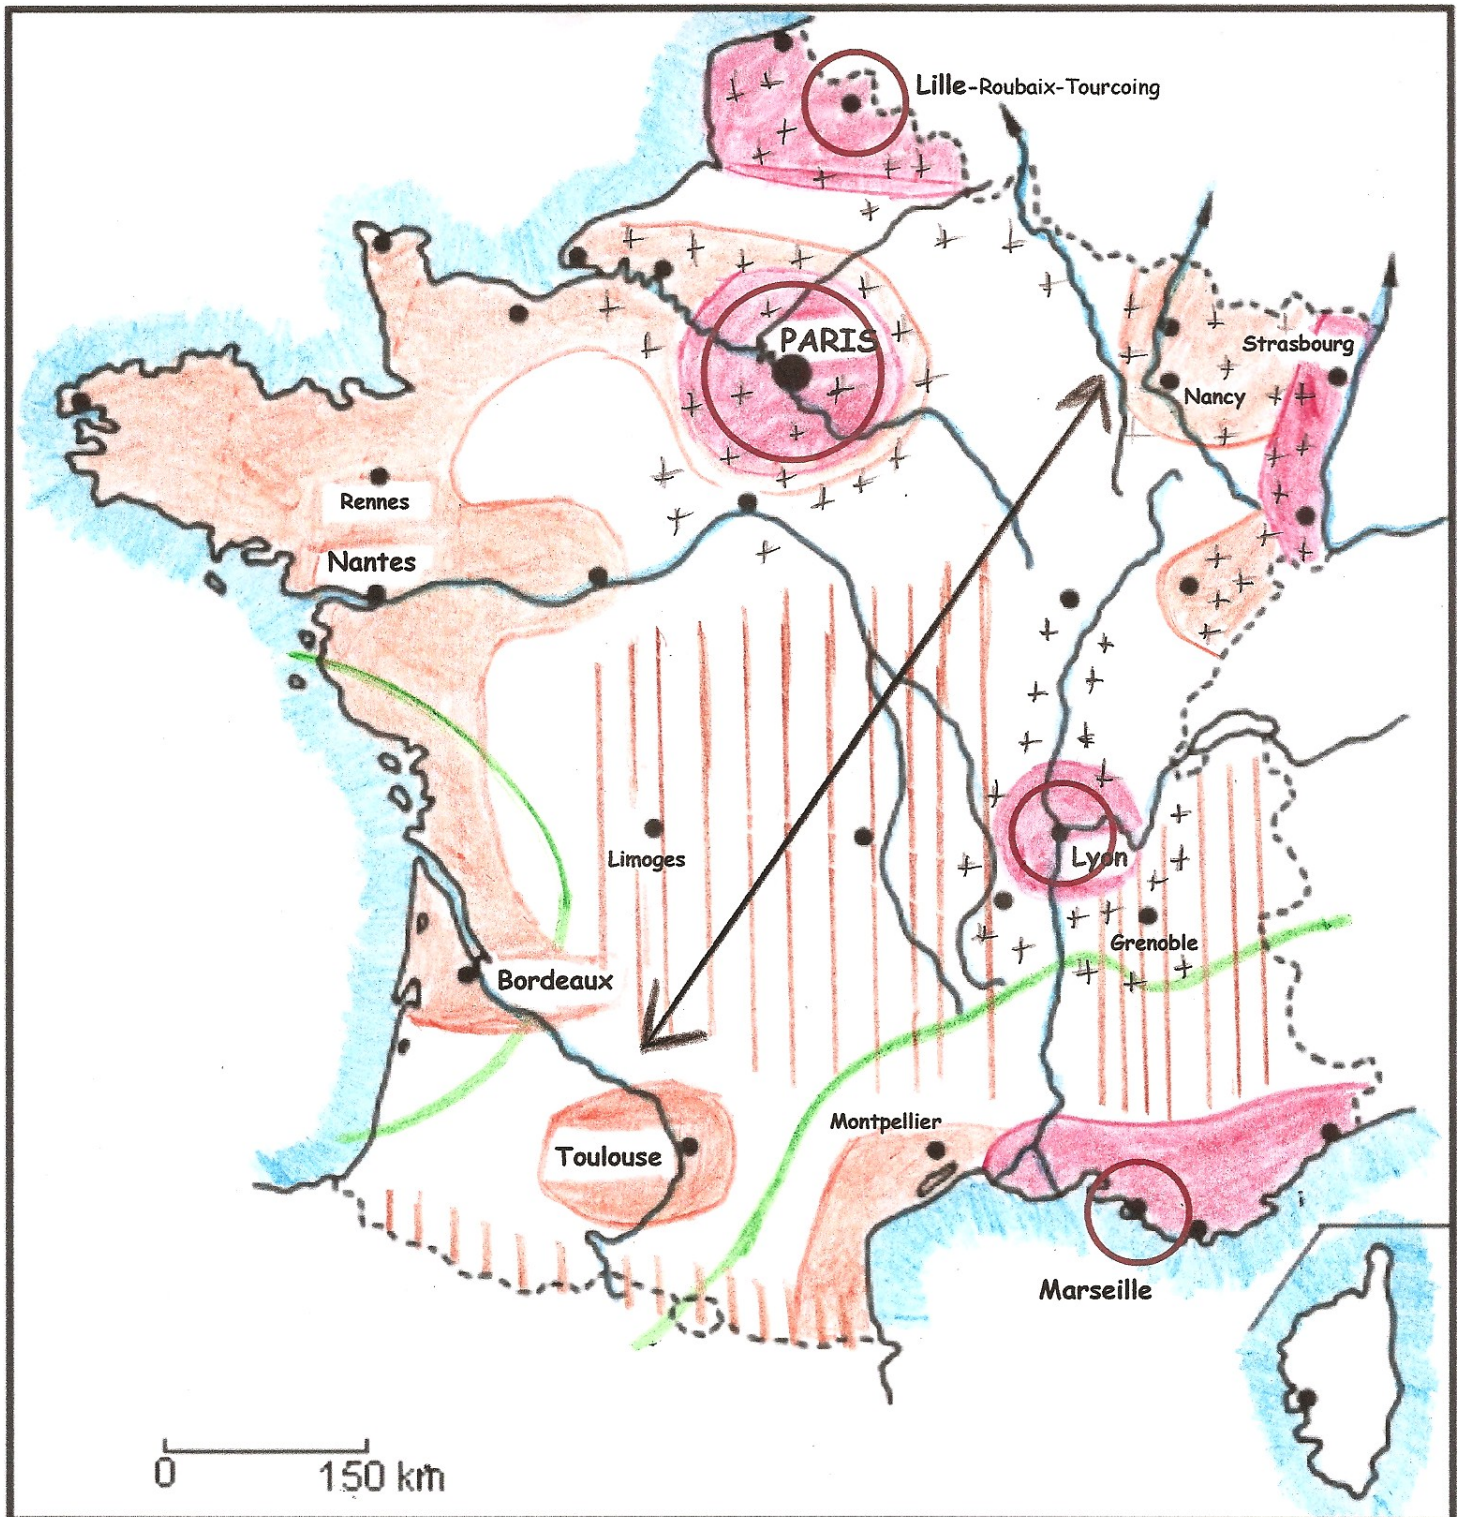 Lille-Roubaix-Tourcoing
PARIS
Strasbourg
Nancy
Rennes
Nantes
Limoges
Lyon
Grenoble
Bordeaux
Montpellier
Toulouse
Marseille
0 150 km